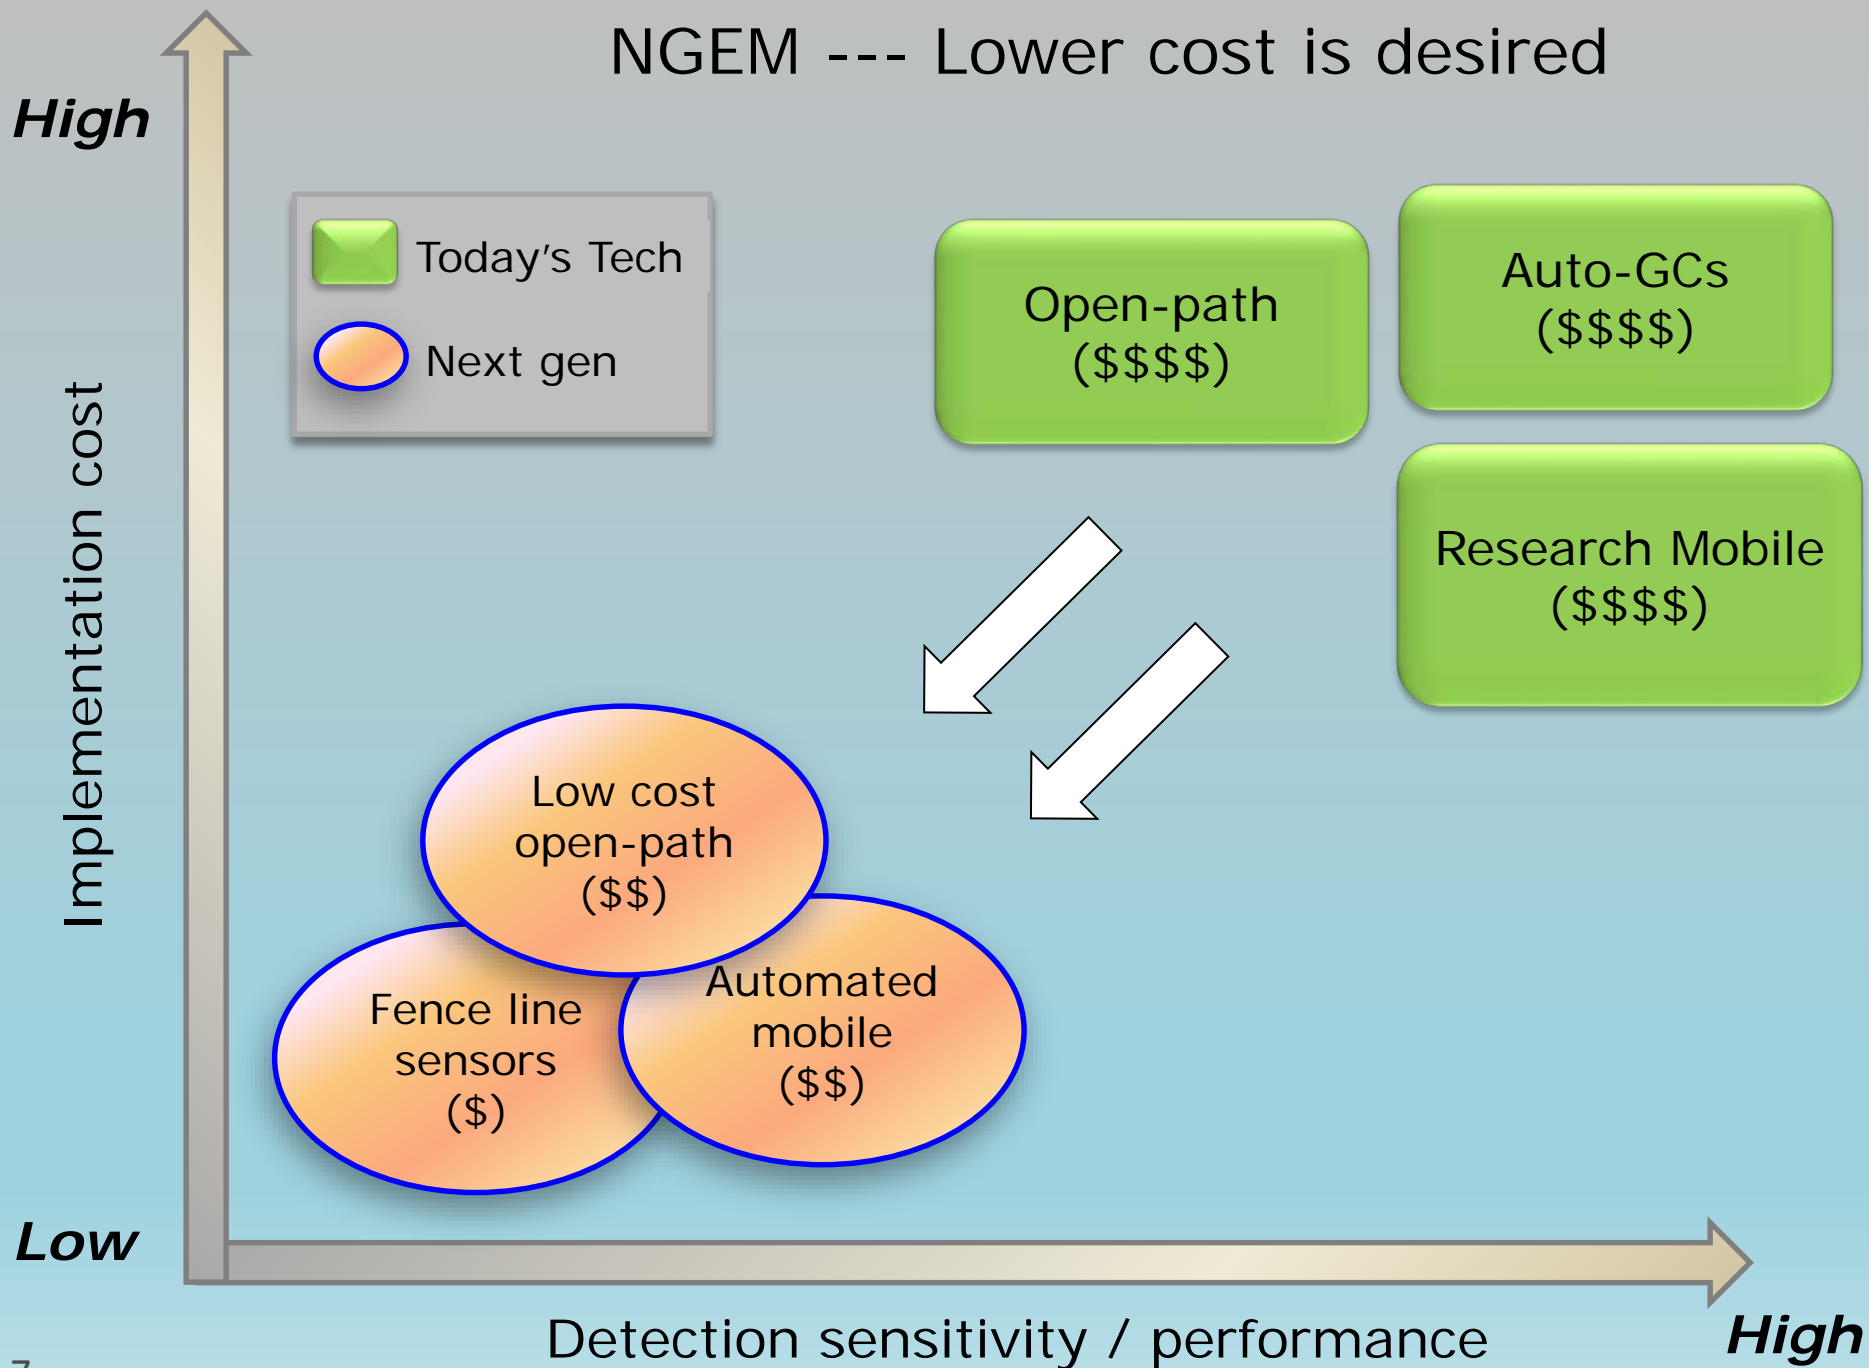 NGEM --- Lower cost is desired
High
Today's Tech
Next gen
Open-path
($$$$)
Auto-GCs
($$$$)
Research Mobile
($$$$)
Implementation cost
Low cost
open-path
($$)
Fence line
sensors
($)
Automated
mobile
($$)
Low
Detection sensitivity / performance
High
7